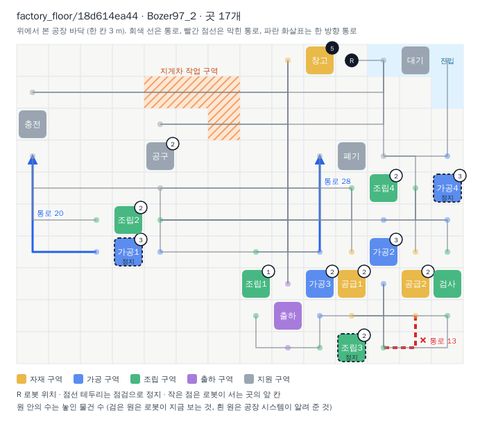 factory_floor/18d614ea44 · Bozer97_2 · 곳 17개
위에서 본 공장 바닥 (한 칸 3 m). 회색 선은 통로, 빨간 점선은 막힌 통로, 파란 화살표는 한 방향 통로
창고 5
R
대기
진입
지게차 작업 구역
충전
공구 2
폐기
조립4 2
가공4 3
정지
통로 28
통로 20
조립2 2
가공1 3
정지
가공2 3
조립1 1
가공3 2
공급1 2
공급2 2
검사
출하
조립3 2
정지
✕ 통로 13
자재 구역
가공 구역
조립 구역
출하 구역
지원 구역
R 로봇 위치 · 점선 테두리는 점검으로 정지 · 작은 점은 로봇이 서는 곳의 앞 칸
원 안의 수는 놓인 물건 수 (검은 원은 로봇이 지금 보는 것, 흰 원은 공장 시스템이 알려 준 것)